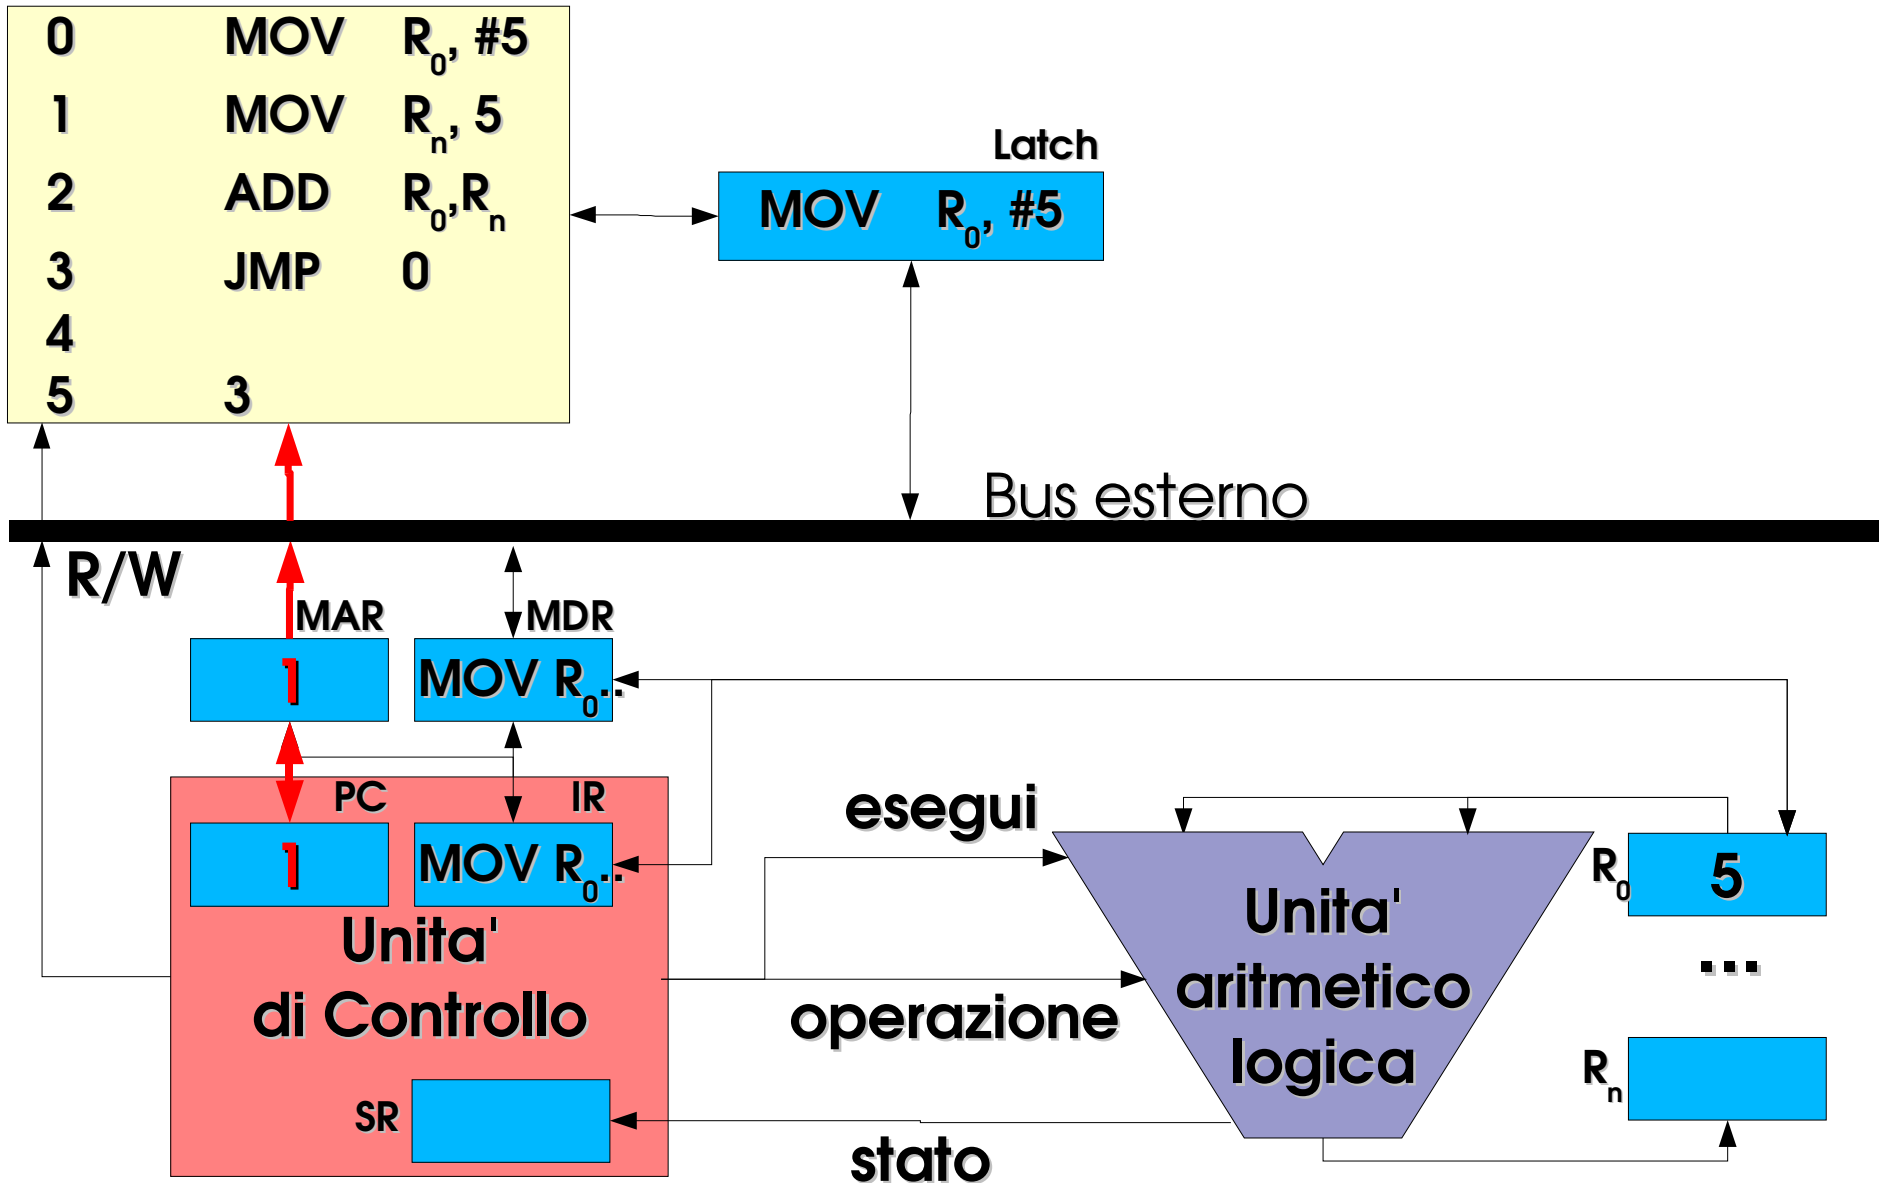 0 MOV R0, #5
1 MOV Rn, 5
2 ADD R0,Rn
3 JMP 0
4
5 3
Latch
MOV R0, #5
Bus esterno
R/W
MAR
MDR
1
MOV R0..
PC
IR
1
MOV R0..
Unita'
di Controllo
SR
esegui
operazione
stato
Unita'
aritmetico
logica
R0
5
...
Rn